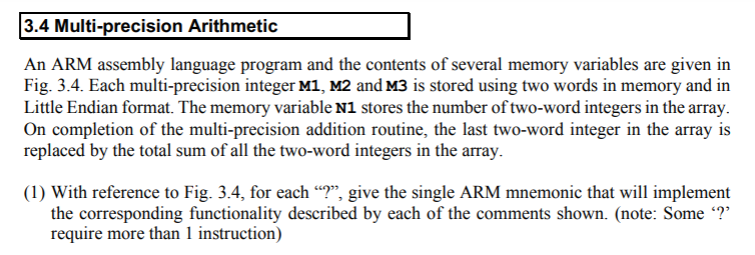 3.4 Multi-precision Arithmetic
An ARM assembly language program and the contents of several memory variables are given in
Fig. 3.4. Each multi-precision integer M1, M2 and M3 is stored using two words in memory and in
Little Endian format. The memory variable N1 stores the number of two-word integers in the array.
On completion of the multi-precision addition routine, the last two-word integer in the array is
replaced by the total sum of all the two-word integers in the array.
(1) With reference to Fig. 3.4, for each “?”, give the single ARM mnemonic that will implement
the corresponding functionality described by each of the comments shown. (note: Some ‘?’
require more than 1 instruction)